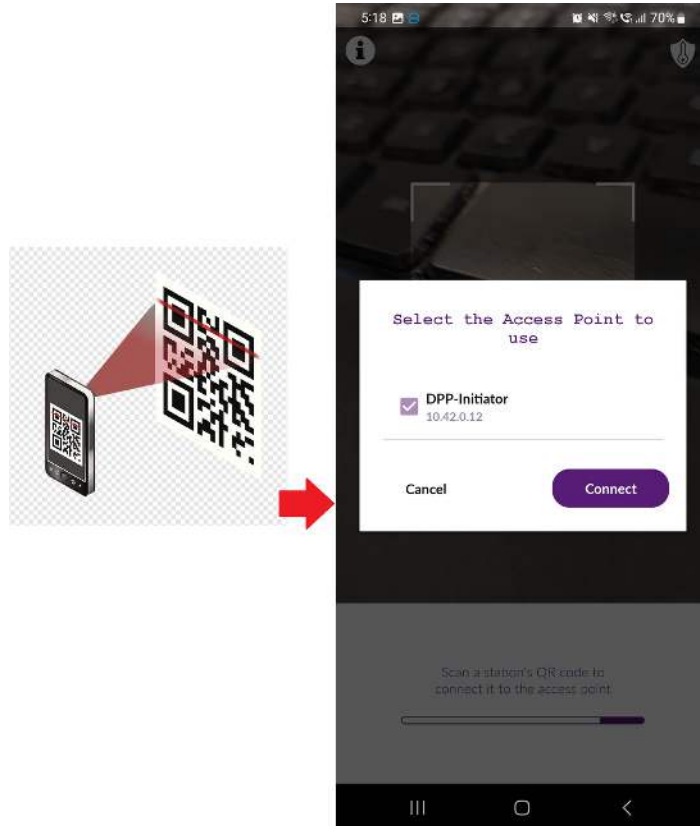 5:18
70%
Select the Access Point to
use
DPP-Initiator
10.42.0.12
Cancel
Connect
Scan a station's QR code to
connect it to the access point